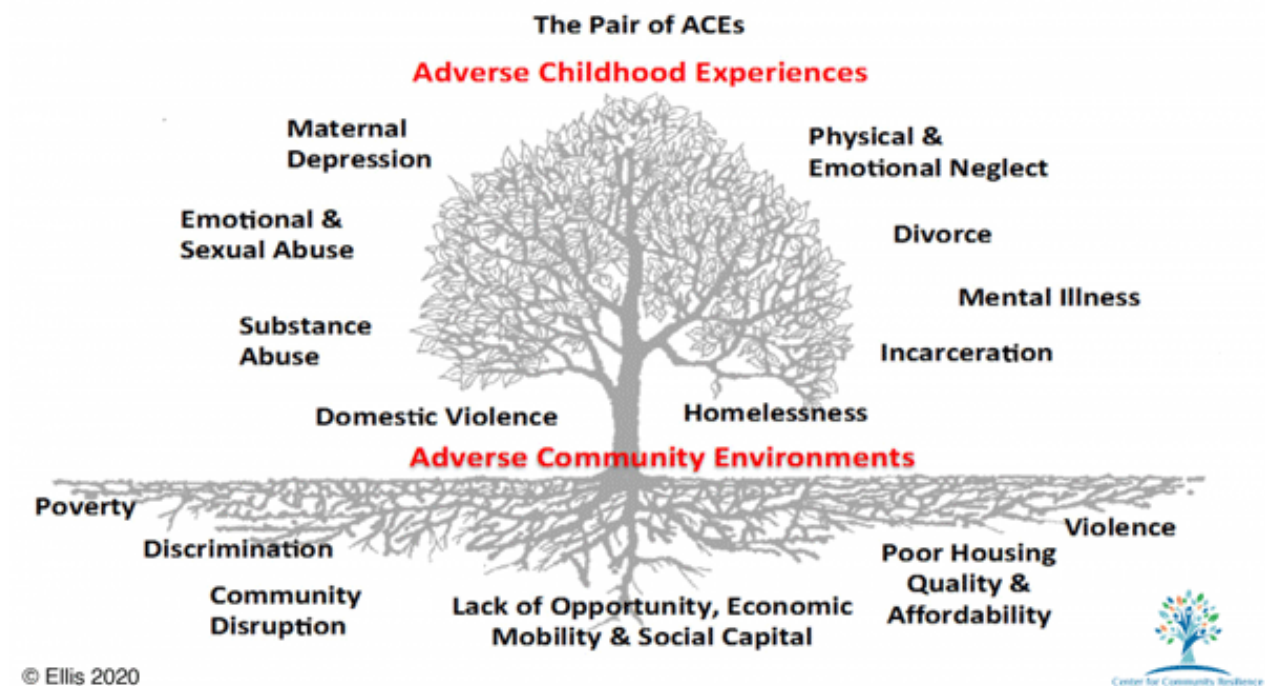 The Pair of ACEs
Adverse Childhood Experiences
Maternal
Depression
Physical &
Emotional Neglect
Emotional &
Sexual Abuse
Divorce
Mental Illness
Substance
Abuse
Incarceration
Domestic Violence
Homelessness
Adverse Community Environments
Poverty
Violence
Discrimination
Poor Housing
Quality &
Affordability
Community
Disruption
Lack of Opportunity, Economic
Mobility & Social Capital
© Ellis 2020
Center for Community Resilience